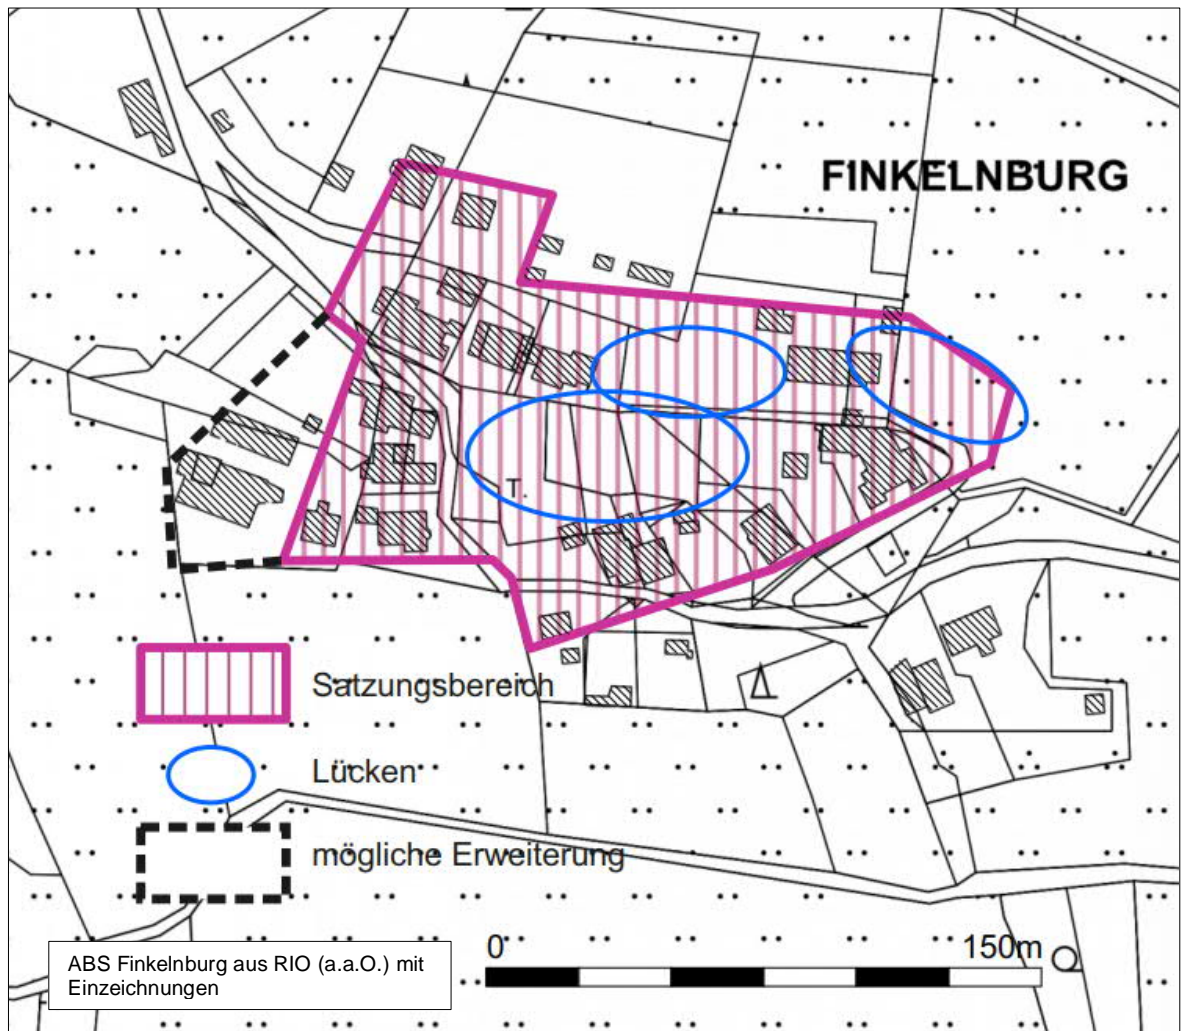 FINKELNBURG
T.
Satzungsbereich
Lücken
mögliche Erweiterung
0 150m
ABS Finkelnburg aus RIO (a.a.O.) mit
Einzeichnungen